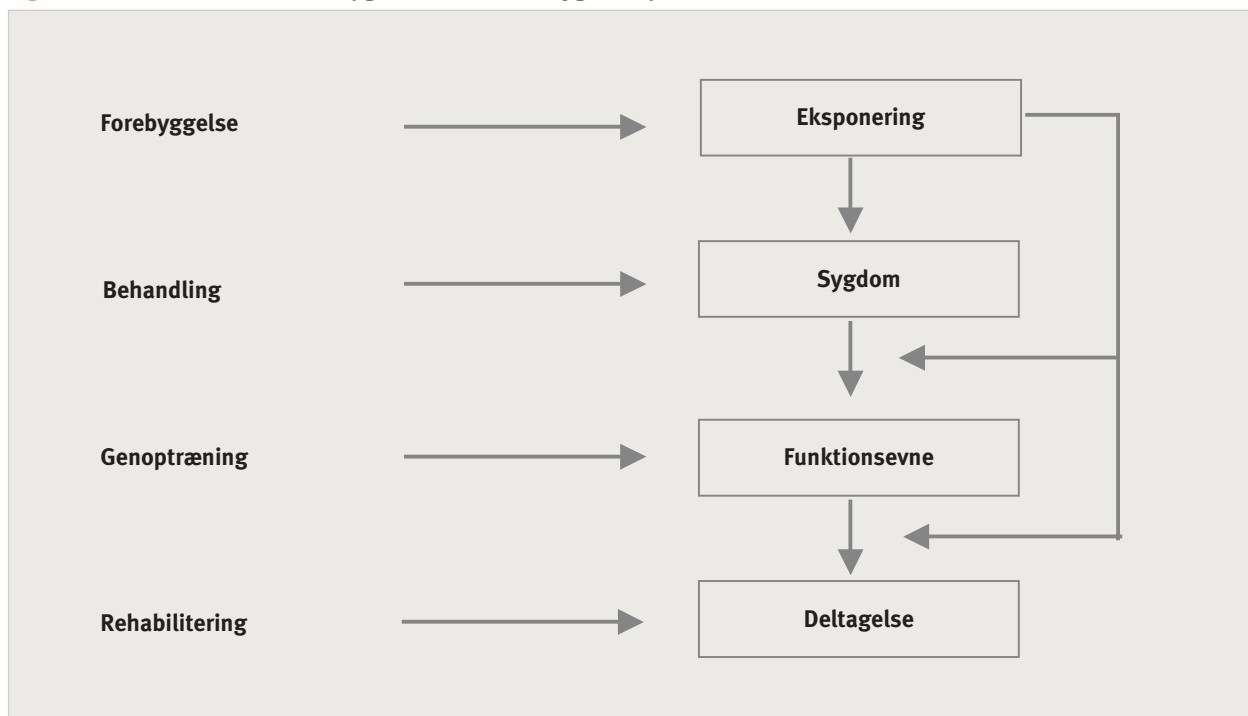 Forebyggelse
Eksponering
Behandling
Sygdom
Genoptræning
Funktionsevne
Rehabilitering
Deltagelse